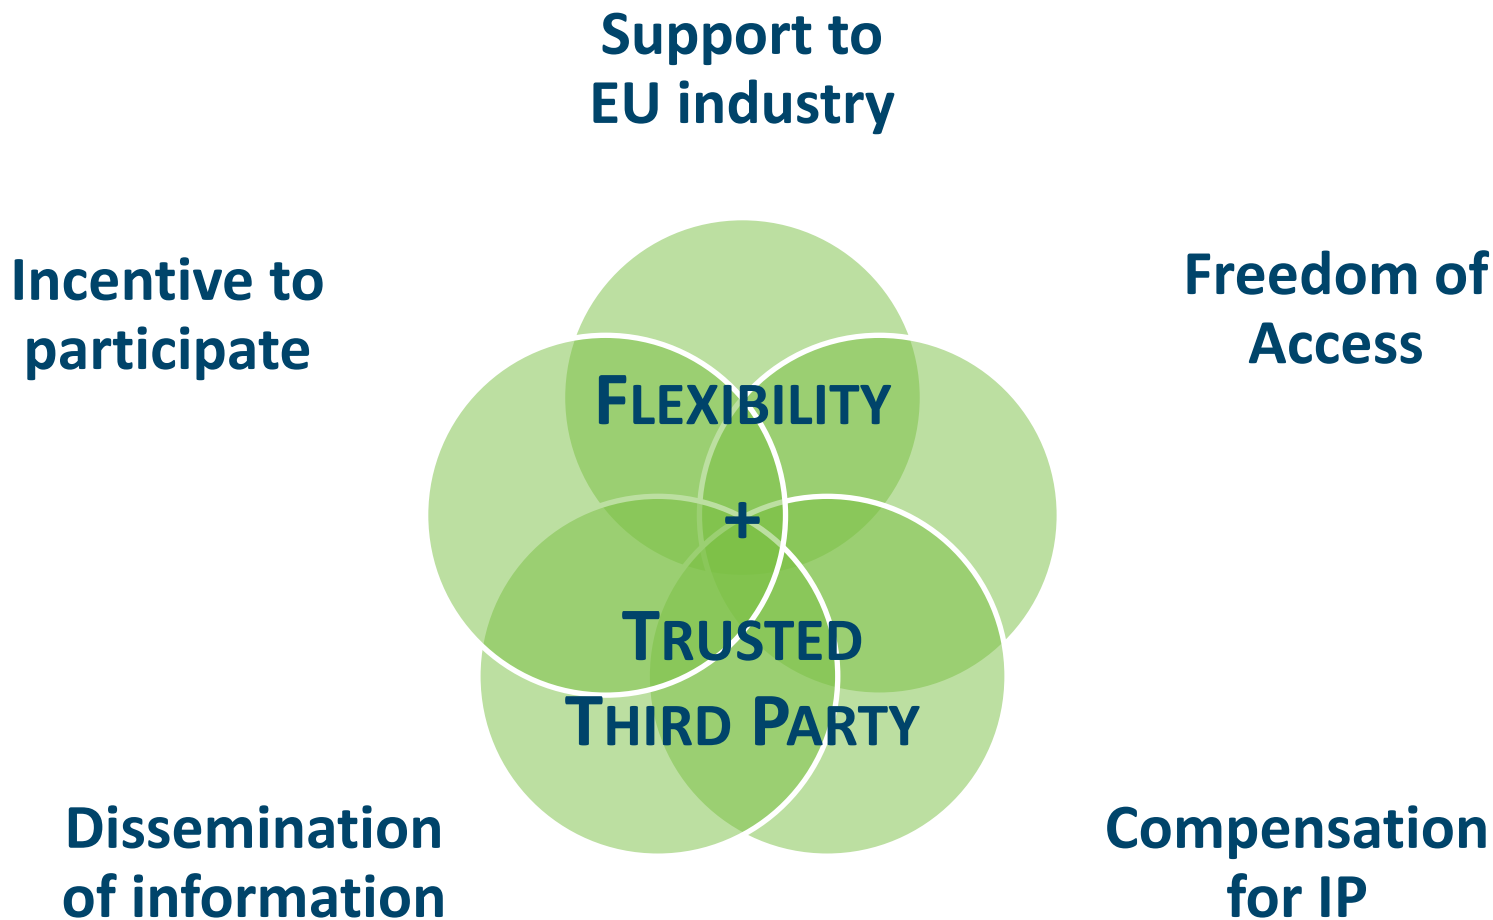 Support to
EU industry
Incentive to
participate
Freedom of
Access
FLEXIBILITY
+
TRUSTED
THIRD PARTY
Dissemination
of information
Compensation
for IP